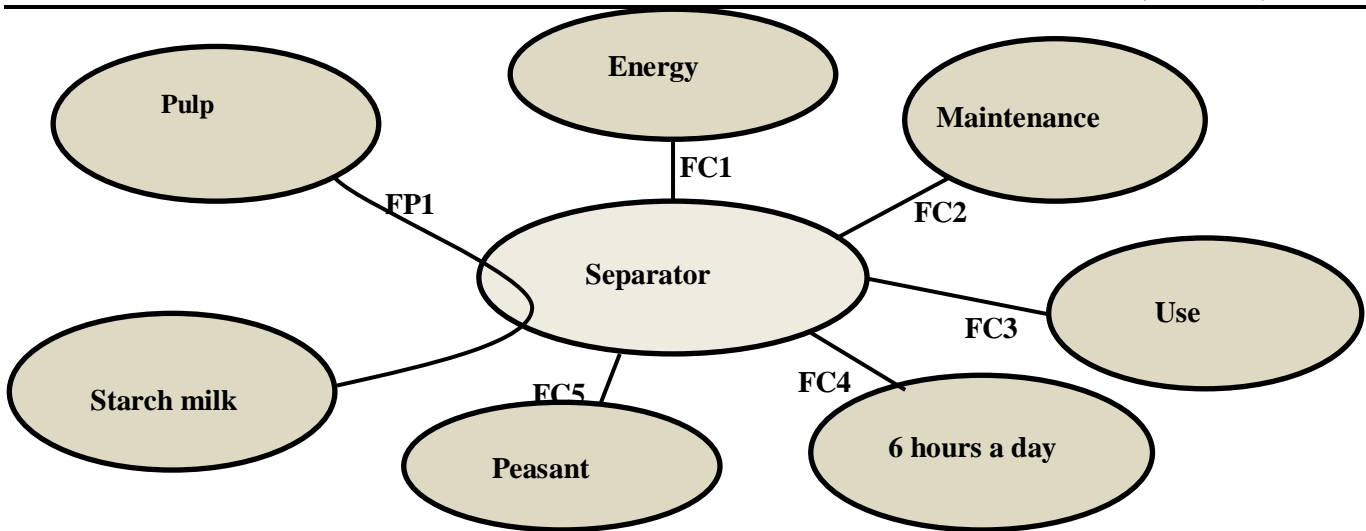 Energy
Pulp
Maintenance
FC1
FP1
FC2
Separator
Use
FC3
FC4
FC5
Starch milk
6 hours a day
Peasant